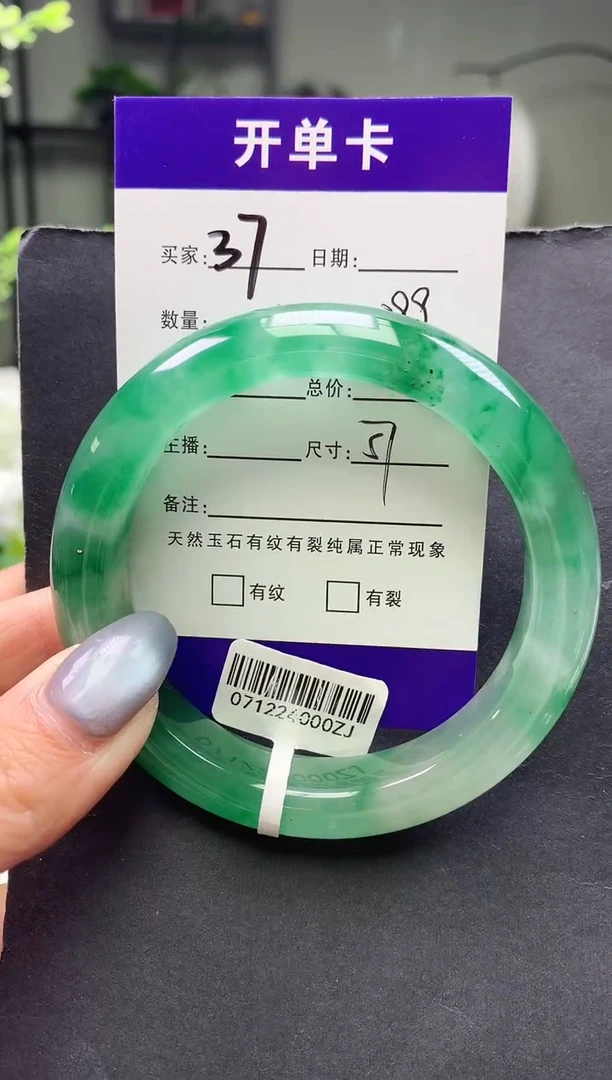 开单卡
买家: 37 日期:
数量:
总价:
主播: 尺寸: 57
备注:
天然玉石有纹有裂纯属正常现象
有纹 有裂
071224000ZJ